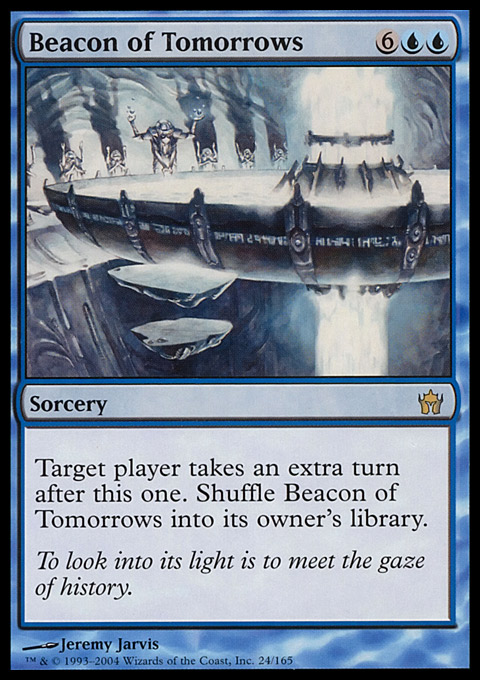 Beacon of Tomorrows 6
Sorcery
Target player takes an extra turn
after this one. Shuffle Beacon of
Tomorrows into its owner's library.
To look into its light is to meet the gaze
of history.
Jeremy Jarvis
™ & © 1993–2004 Wizards of the Coast, Inc. 24/165